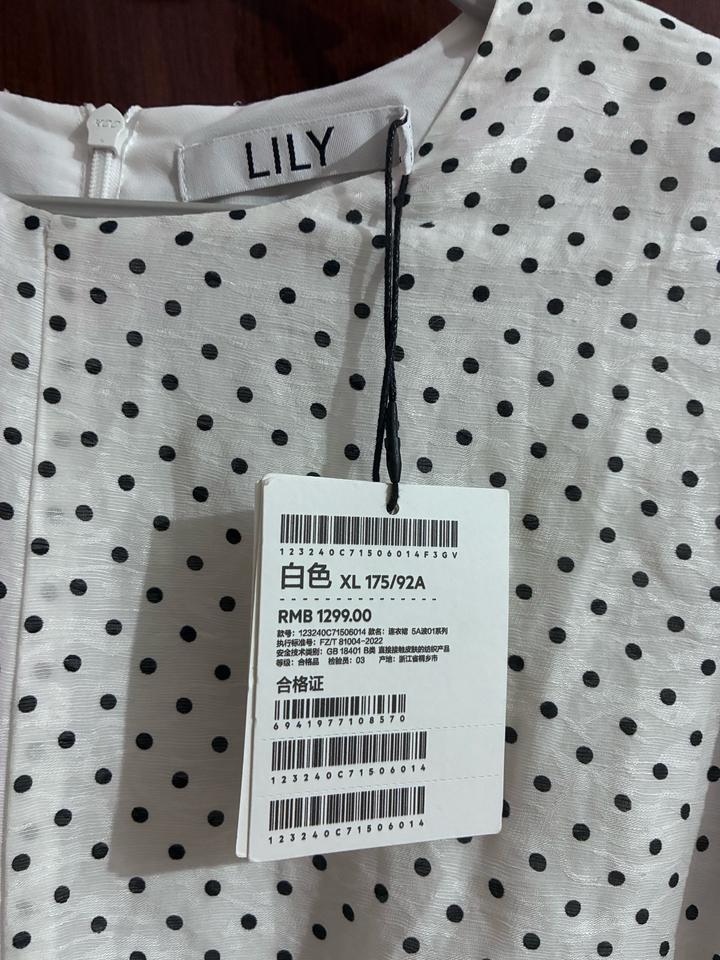 LILY
123240C71506014F3GV
白色 XL 175/92A
RMB 1299.00
款号：123240C71506014 款名：连衣裙 5A波01系列
执行标准号：FZ/T 81004-2022
安全技术类别：GB 18401 B类 直接接触皮肤的纺织产品
等级：合格品 检验员：03 产地：浙江省桐乡市
合格证
6941977108570
123240C71506014
123240C71506014